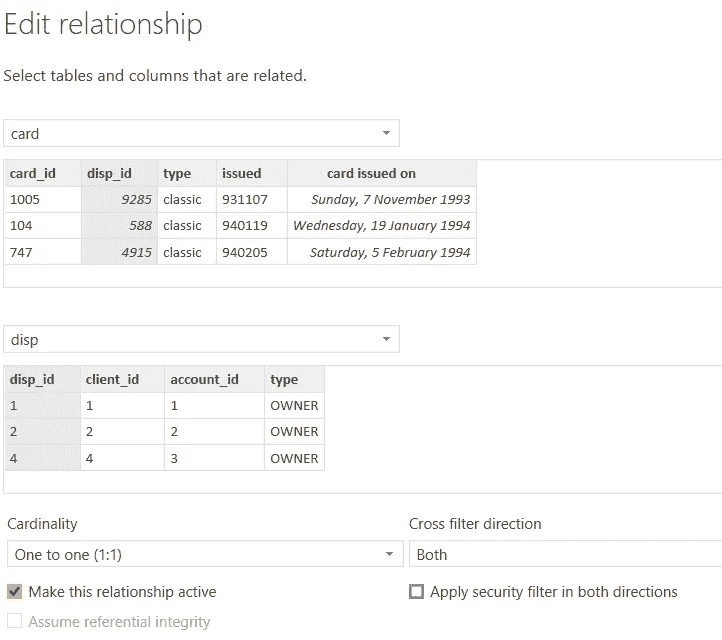 Edit relationship
Select tables and columns that are related.
card
card_id disp_id type issued card issued on
1005 9285 classic 931107 Sunday, 7 November 1993
104 588 classic 940119 Wednesday, 19 January 1994
747 4915 classic 940205 Saturday, 5 February 1994
disp
disp_id client_id account_id type
1 1 1 OWNER
2 2 2 OWNER
4 4 3 OWNER
Cardinality Cross filter direction
One to one (1:1) Both
Make this relationship active Apply security filter in both directions
Assume referential integrity